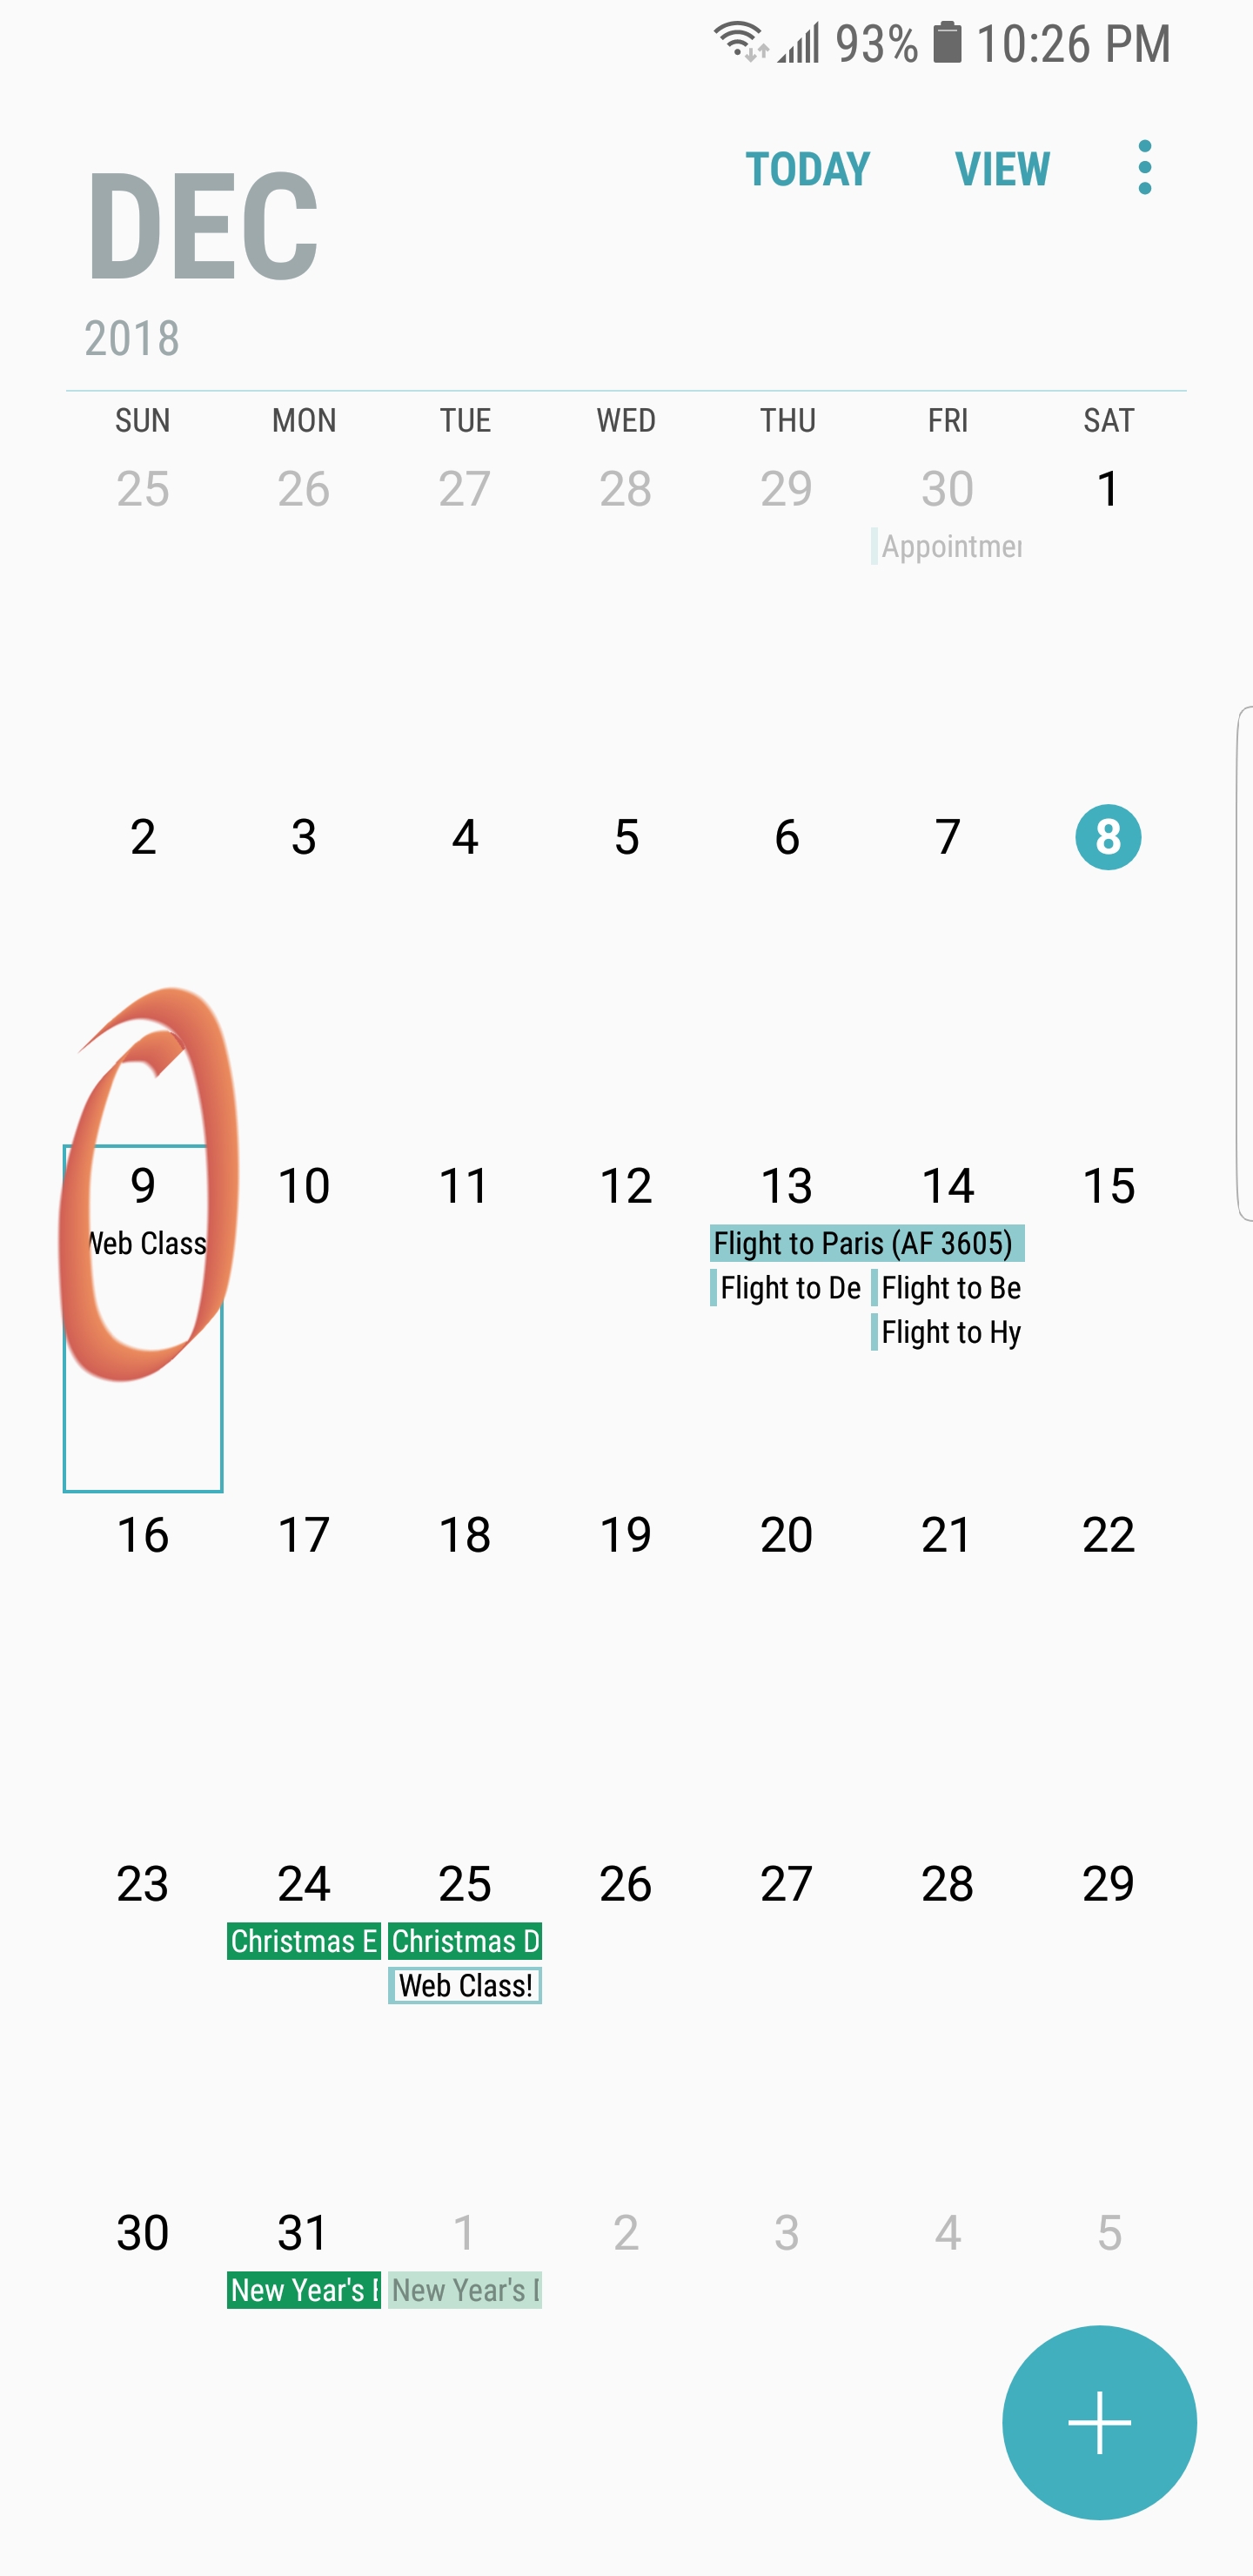 93% 10:26 PM
TODAY VIEW
DEC
2018
SUN MON TUE WED THU FRI SAT
25 26 27 28 29 30 1
Appointmen
2 3 4 5 6 7 8
9 10 11 12 13 14 15
Web Class Flight to Paris (AF 3605)
Flight to De Flight to Be
Flight to Hy
16 17 18 19 20 21 22
23 24 25 26 27 28 29
Christmas E Christmas D
Web Class!
30 31 1 2 3 4 5
New Year's E New Year's D